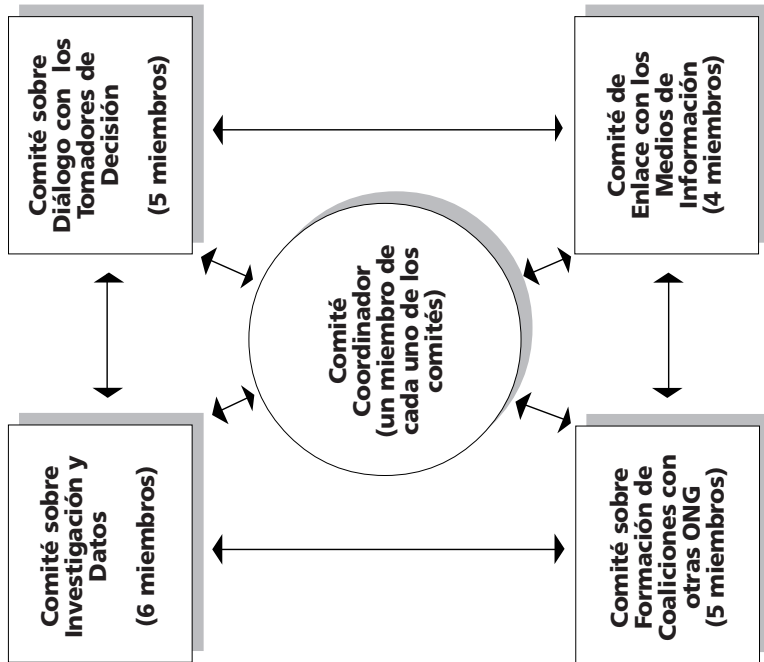 Comité sobre
Investigación y
Datos
(6 miembros)
Comité sobre
Diálogo con los
Tomadores de
Decisión
(5 miembros)
Comité
Coordinador
(un miembro de
cada uno de los
comités)
Comité sobre
Formación de
Coaliciones con
otras ONG
(5 miembros)
Comité de
Enlace con los
Medios de
Información
(4 miembros)